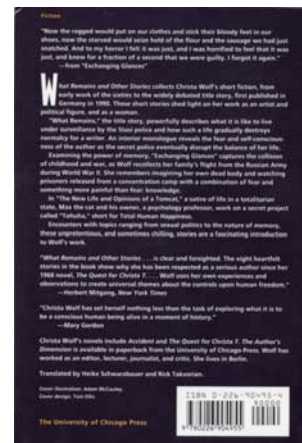 Fiction
"Now the ragged would put on our clothes and stick their bloody feet in our
shoes, now the starved would seize hold of the flour and the sausage we had just
snatched. And to my horror I felt it was just, and I was horrified to feel that it was
just, and knew for a fraction of a second that we were guilty. I forgot it again."
—from "Exchanging Glances"
What Remains and Other Stories collects Christa Wolf's short fiction, from
early work of the sixties to the widely debated title story, first published in
Germany in 1990. These short stories shed light on her work as an artist and
political figure, and as a woman.
"What Remains," the title story, powerfully describes what it is like to live
under surveillance by the Stasi police and how such a life gradually destroys
normalcy for a writer. An interior monologue reveals the fear and self-conscious-
ness of the author as the secret police eventually disrupt the balance of her life.
Examining the power of memory, "Exchanging Glances" captures the collision
of childhood and war, as Wolf recollects her family's flight from the Russian Army
during World War II. She remembers imagining her own dead body and watching
prisoners released from a concentration camp with a combination of fear and
something more painful than fear: knowledge.
In "The New Life and Opinions of a Tomcat," a satire of life in a totalitarian
state, Max the cat and his owner, a psychology professor, work on a secret project
called "Tohuha," short for Total Human Happiness.
Encounters with topics ranging from sexual politics to the nature of memory,
these unpretentious, and sometimes chilling, stories are a fascinating introduction
to Wolf's work.
"What Remains and Other Stories . . . is clear and farsighted. The eight heartfelt
stories in the book show why she has been respected as a serious author since her
1968 novel, The Quest for Christa T. . . . Wolf uses her own experiences and
observations to create universal themes about the controls upon human freedom."
—Herbert Mitgang, New York Times
"Christa Wolf has set herself nothing less than the task of exploring what it is to
be a conscious human being alive in a moment of history."
—Mary Gordon
Christa Wolf's novels include Accident and The Quest for Christa T. The Author's
Dimension is available in paperback from the University of Chicago Press. Wolf has
worked as an editor, lecturer, journalist, and critic. She lives in Berlin.
Translated by Heike Schwarzbauer and Rick Takvorian.
Cover illustration: Adam McCauley
Cover design: Toni Ellis
The University of Chicago Press
ISBN 0-226-90495-4
90000
9 780226 904955